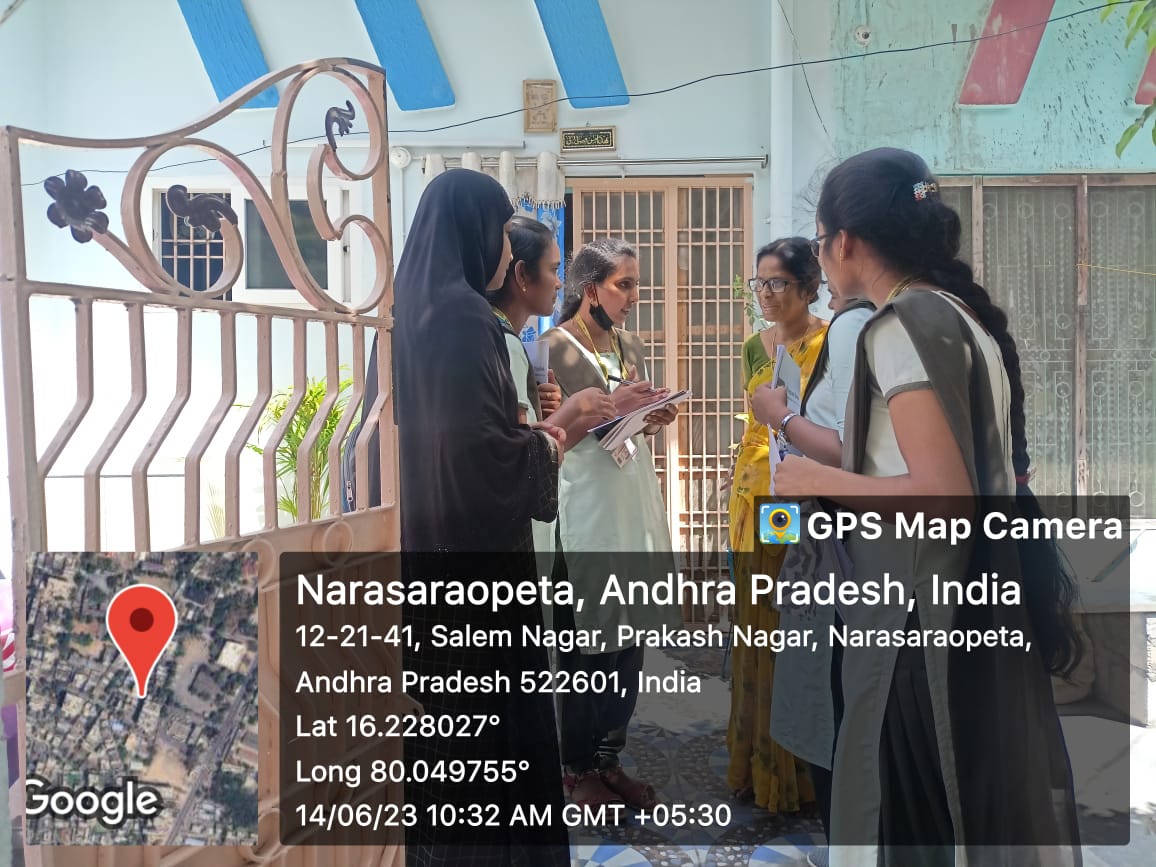 GPS Map Camera
Narasaraopeta, Andhra Pradesh, India
12-21-41, Salem Nagar, Prakash Nagar, Narasaraopeta,
Andhra Pradesh 522601, India
Lat 16.228027°
Long 80.049755°
14/06/23 10:32 AM GMT +05:30
Google